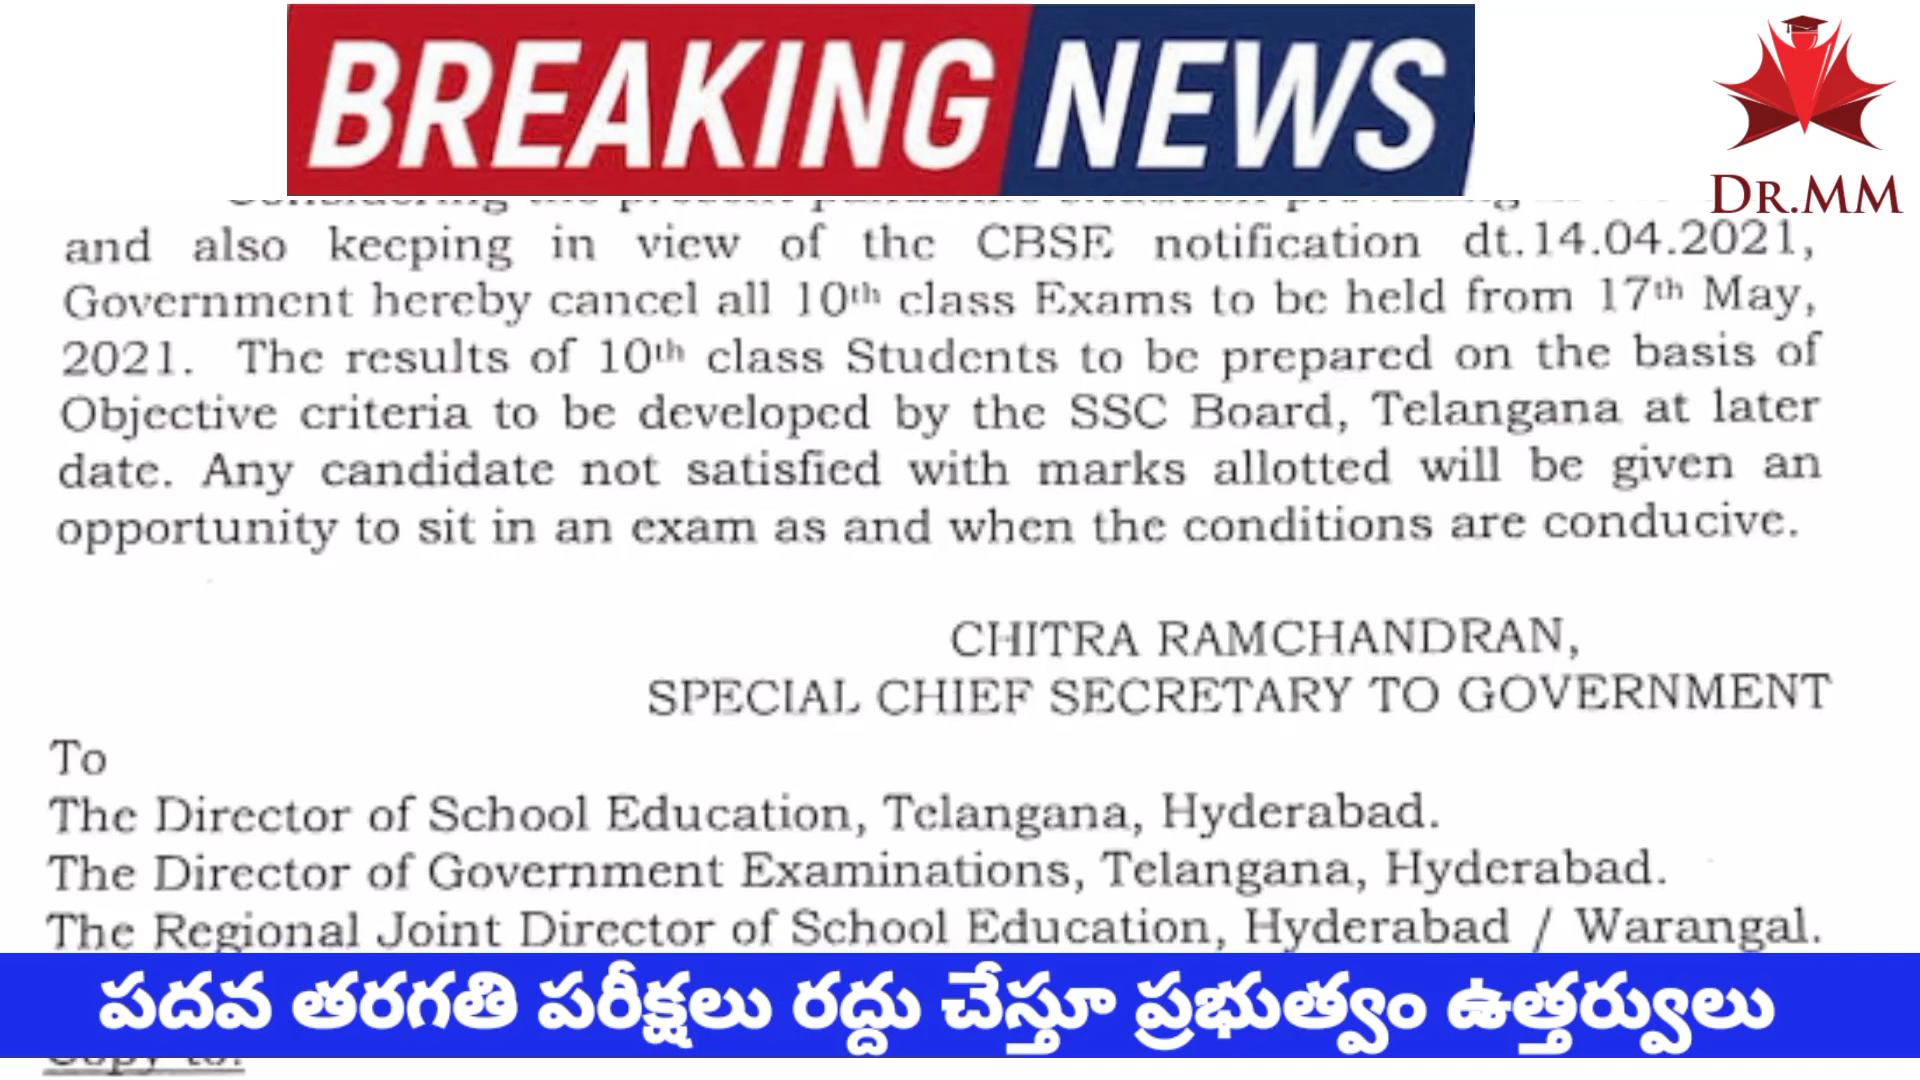 BREAKING NEWS
DR.MM
and also keeping in view of the CBSE notification dt.14.04.2021,
Government hereby cancel all 10th class Exams to be held from 17th May,
2021. The results of 10th class Students to be prepared on the basis of
Objective criteria to be developed by the SSC Board, Telangana at later
date. Any candidate not satisfied with marks allotted will be given an
opportunity to sit in an exam as and when the conditions are conducive.
CHITRA RAMCHANDRAN,
SPECIAL CHIEF SECRETARY TO GOVERNMENT
To
The Director of School Education, Telangana, Hyderabad.
The Director of Government Examinations, Telangana, Hyderabad.
The Regional Joint Director of School Education, Hyderabad / Warangal.
పదవ తరగతి పరీక్షలు రద్దు చేస్తూ ప్రభుత్వం ఉత్తర్వులు
Copy to: